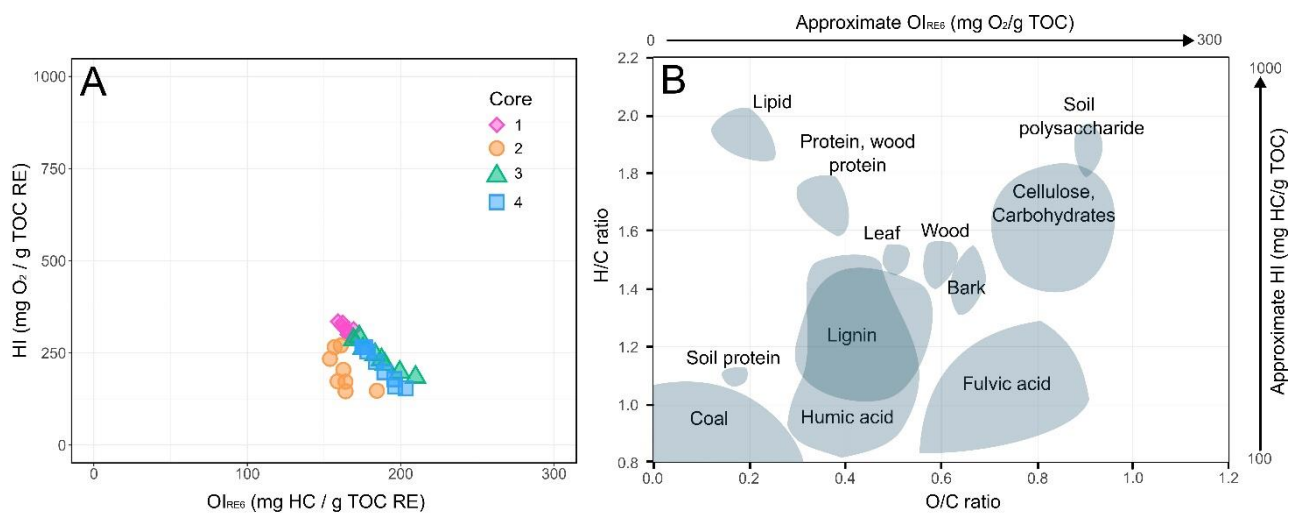 A
1000
750
500
250
0
HI (mg O₂ / g TOC RE)
Core
1
2
3
4
0
100
200
300
OIRE6 (mg HC / g TOC RE)
Approximate OIRE6 (mg O₂/g TOC)
0
300
B
2.2
2.0
1.8
1.6
1.4
1.2
1.0
0.8
H/C ratio
Lipid
Soil
polysaccharide
Protein, wood
protein
Cellulose,
Carbohydrates
Leaf
Wood
Bark
Lignin
Soil protein
Fulvic acid
Coal
Humic acid
0.0
0.2
0.4
0.6
0.8
1.0
1.2
O/C ratio
1000
Approximate HI (mg HC/g TOC)
100